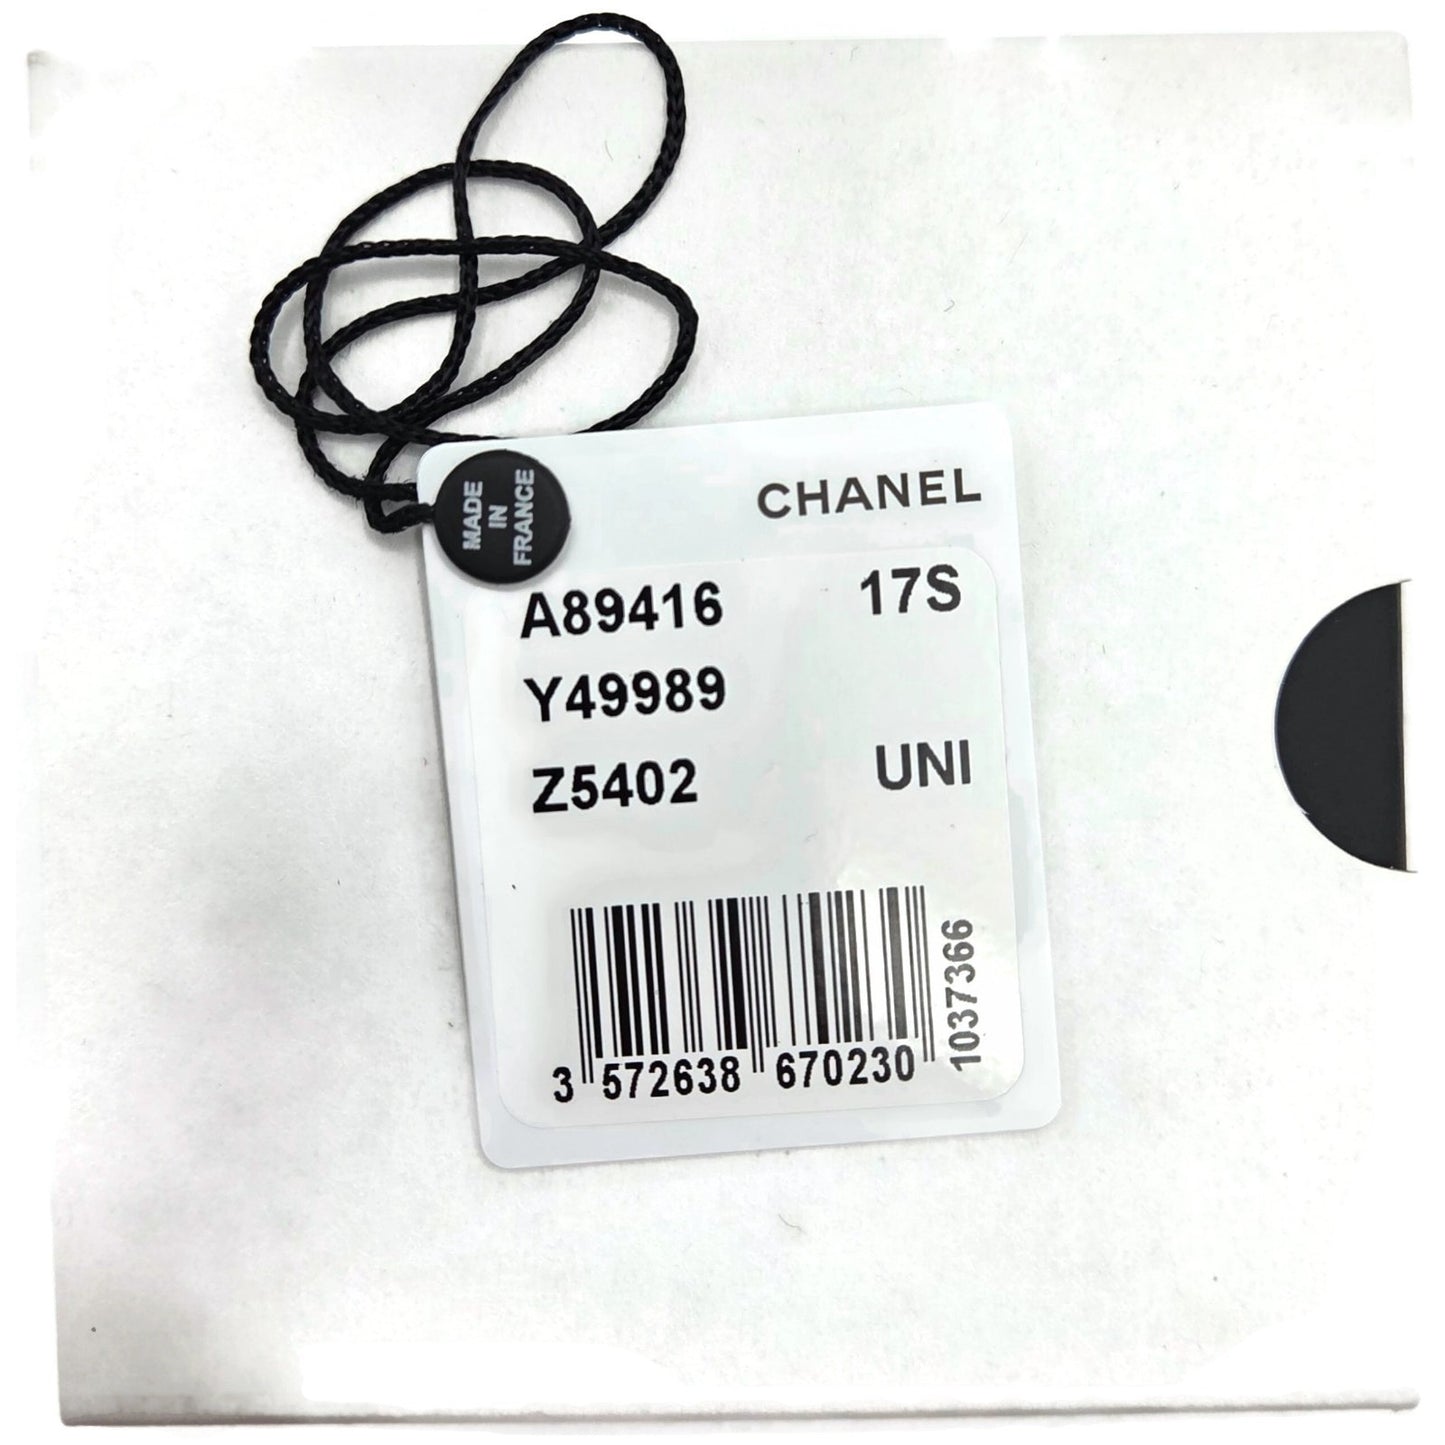 CHANEL
MADE
IN
FRANCE
A89416 17S
Y49989
Z5402 UNI
1037366
3 572638 670230